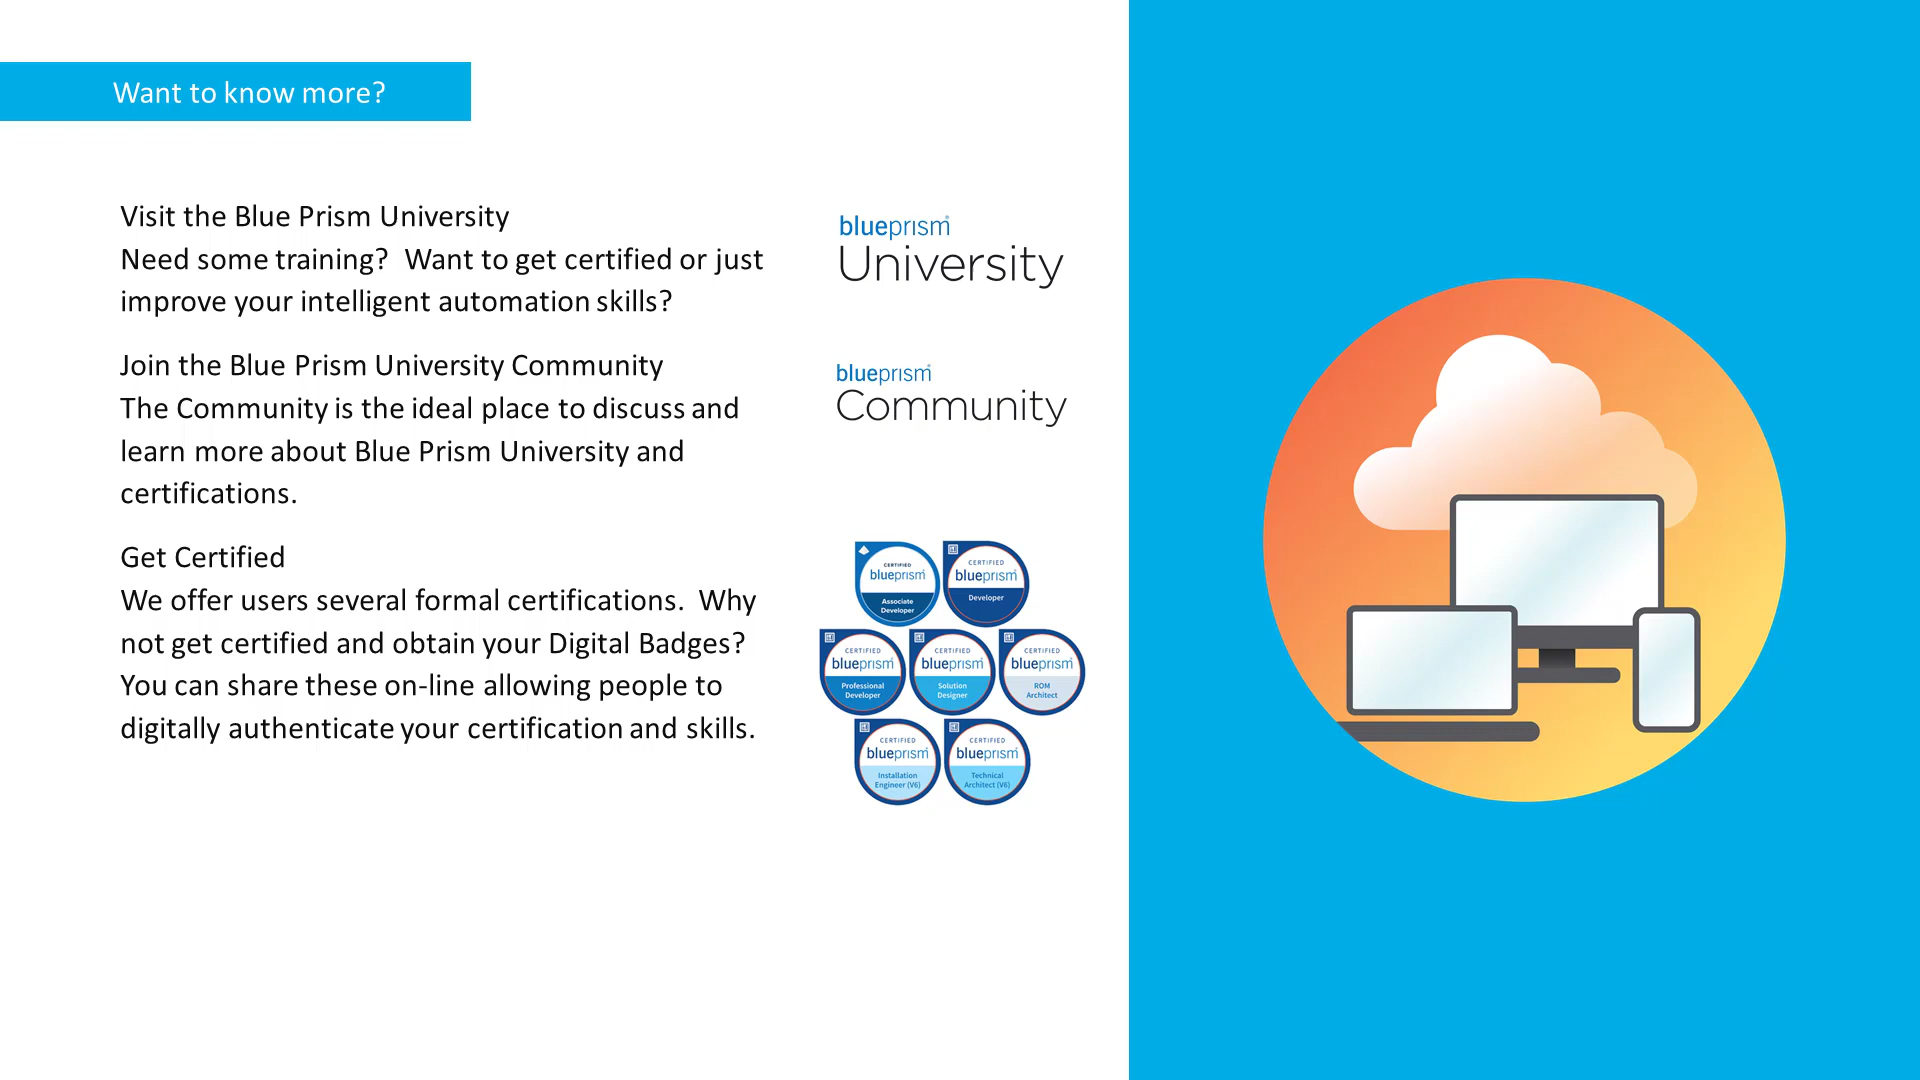 Want to know more?
Visit the Blue Prism University
Need some training?  Want to get certified or just
improve your intelligent automation skills?
Join the Blue Prism University Community
The Community is the ideal place to discuss and
learn more about Blue Prism University and
certifications.
Get Certified
We offer users several formal certifications.  Why
not get certified and obtain your Digital Badges?
You can share these on-line allowing people to
digitally authenticate your certification and skills.
blueprism®
University
blueprism®
Community
CERTIFIED
blueprism®
Associate
Developer
CERTIFIED
blueprism®
Developer
CERTIFIED
blueprism®
Professional
Developer
CERTIFIED
blueprism®
Solution
Designer
CERTIFIED
blueprism®
ROM
Architect
CERTIFIED
blueprism®
Installation
Engineer (V6)
CERTIFIED
blueprism®
Technical
Architect (V6)